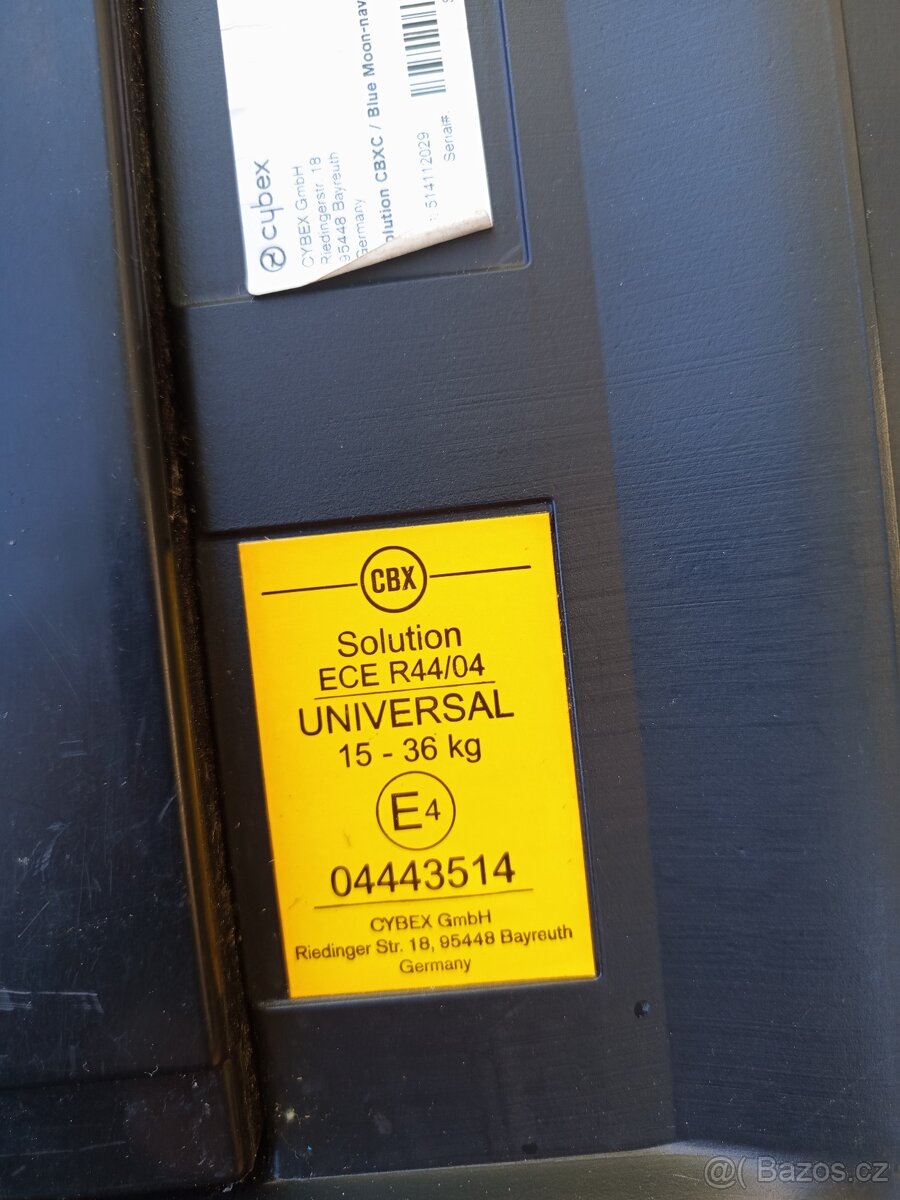 cybex
CYBEX GmbH
Riedingerstr. 18
95448 Bayreuth
Germany
olution CBXC / Blue Moon-nav
: 514112029
Serial#:
CBX
Solution
ECE R44/04
UNIVERSAL
15 - 36 kg
E4
04443514
CYBEX GmbH
Riedinger Str. 18, 95448 Bayreuth
Germany
@( Bazos.cz